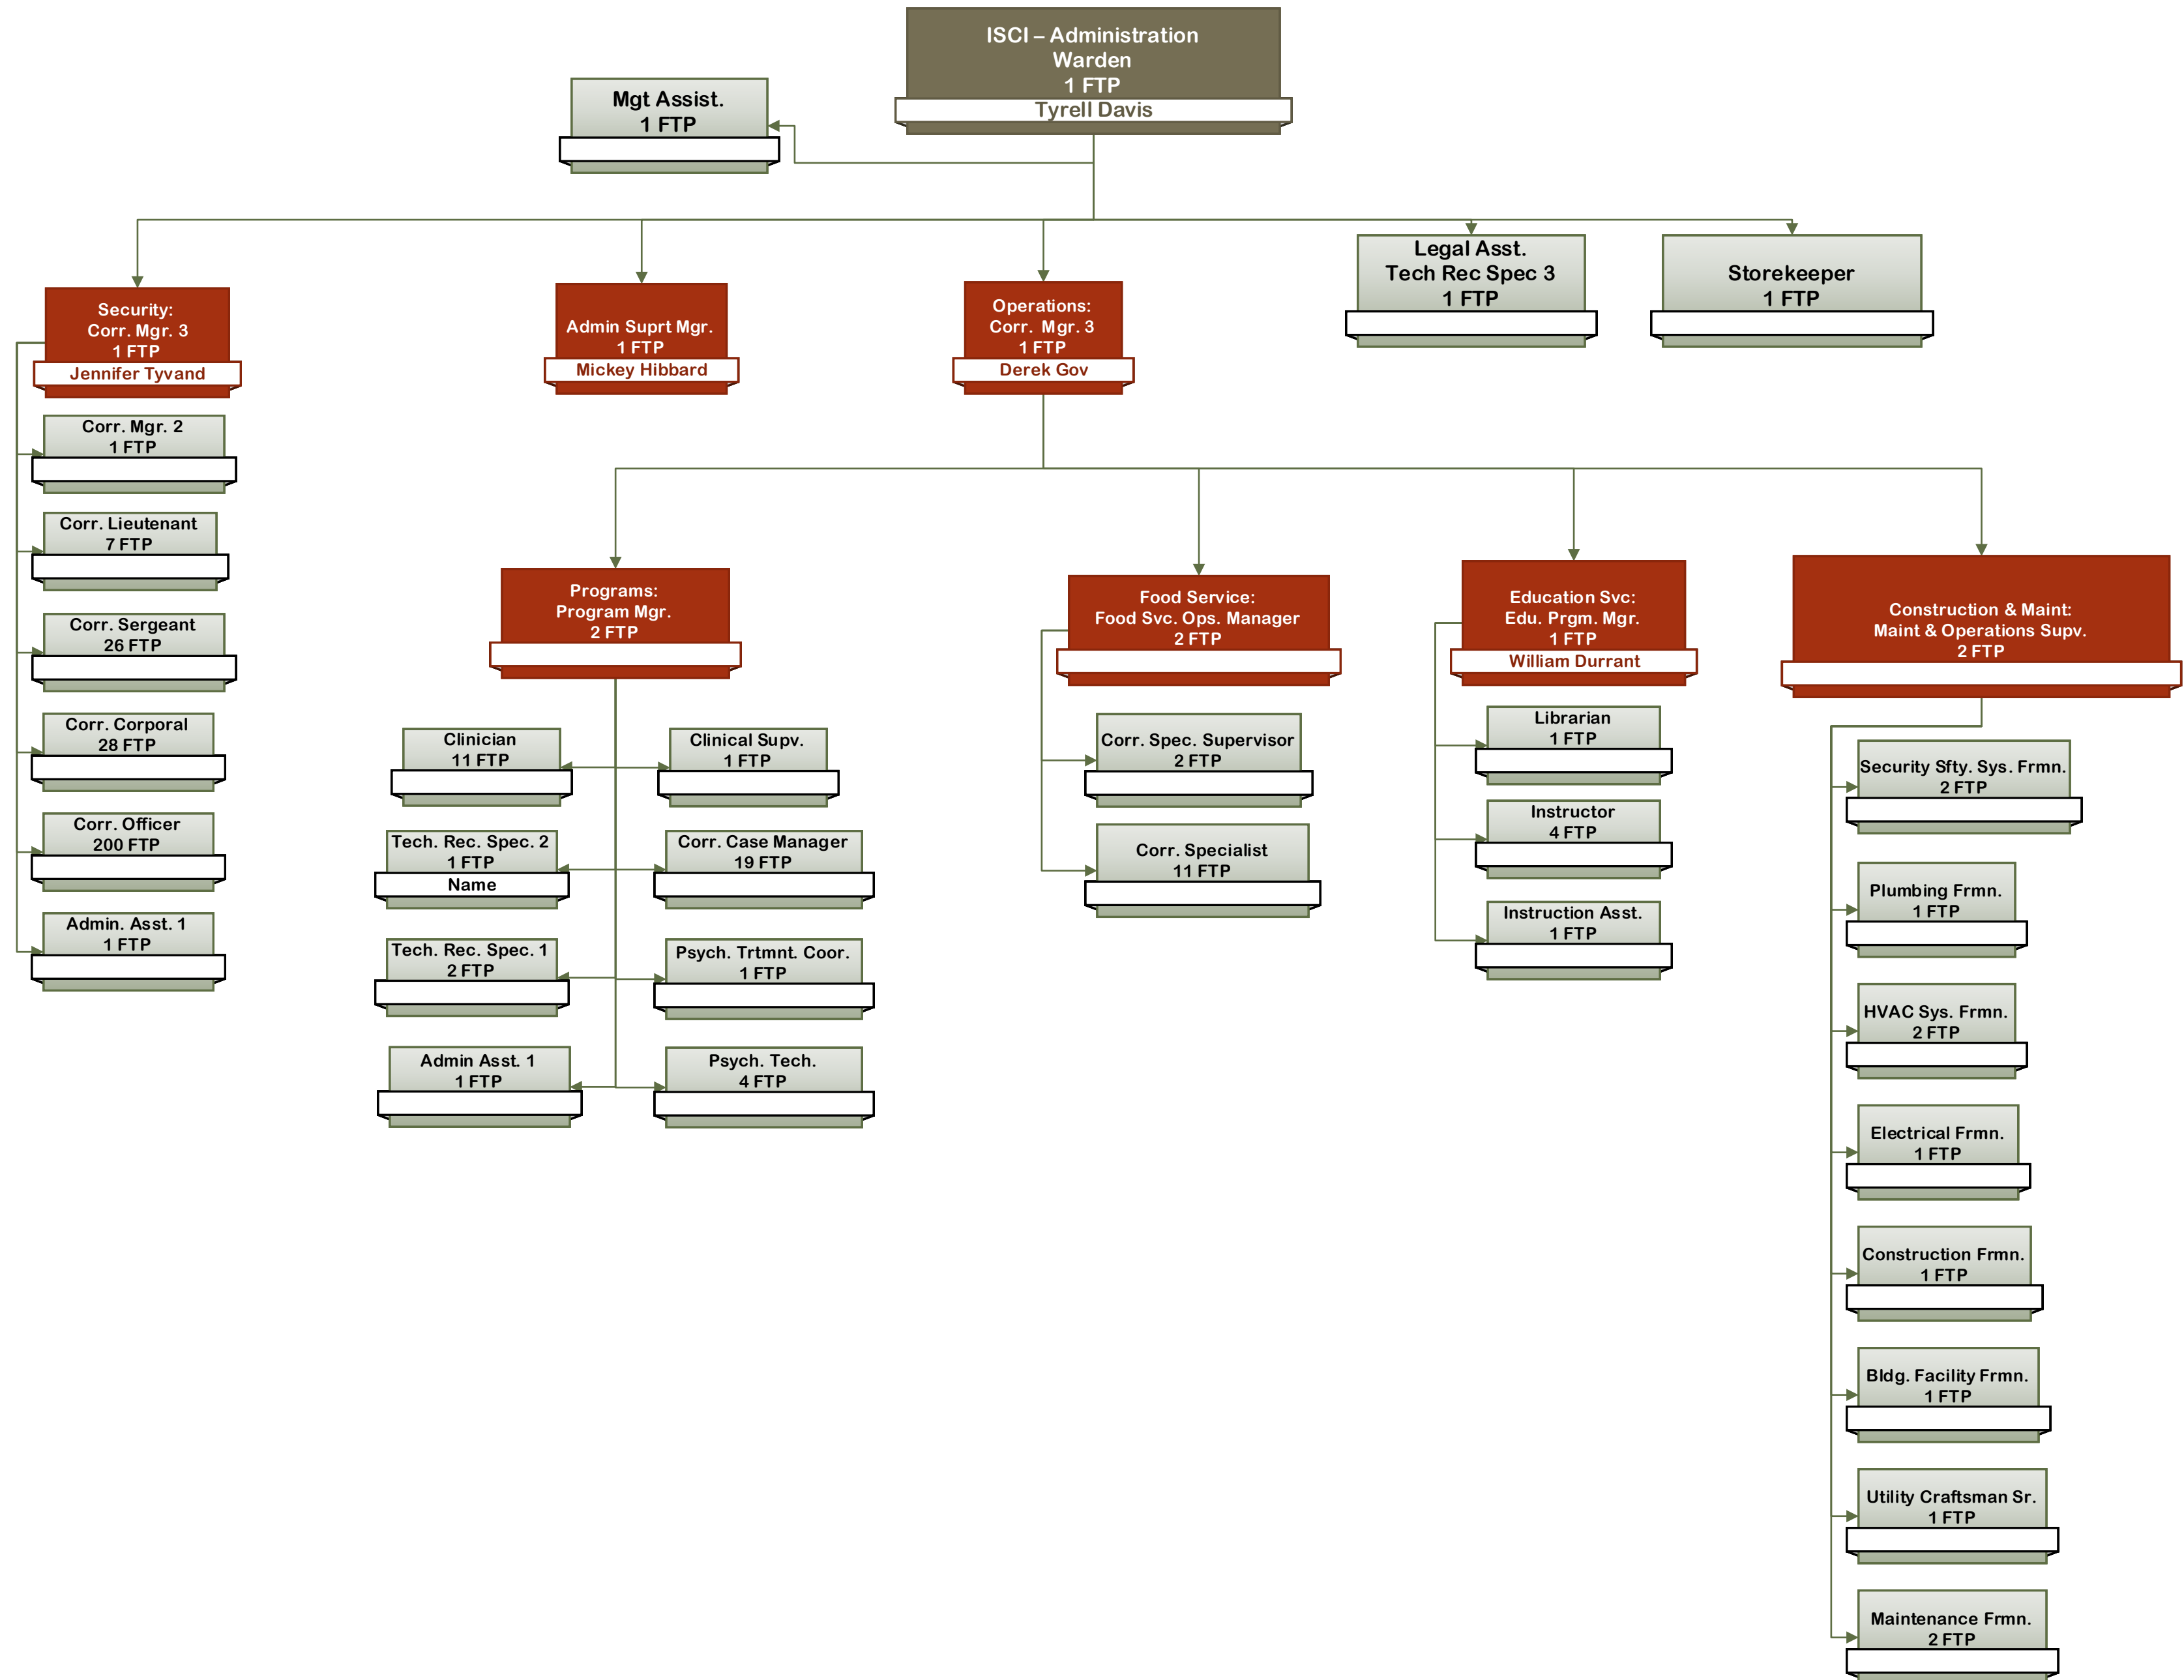 ISCI – Administration
Warden
1 FTP
Tyrell Davis
Mgt Assist.
1 FTP
Legal Asst.
Tech Rec Spec 3
1 FTP
Storekeeper
1 FTP
Security:
Corr. Mgr. 3
1 FTP
Jennifer Tyvand
Admin Suprt Mgr.
1 FTP
Mickey Hibbard
Operations:
Corr. Mgr. 3
1 FTP
Derek Gov
Corr. Mgr. 2
1 FTP
Corr. Lieutenant
7 FTP
Corr. Sergeant
26 FTP
Corr. Corporal
28 FTP
Corr. Officer
200 FTP
Admin. Asst. 1
1 FTP
Programs:
Program Mgr.
2 FTP
Clinician
11 FTP
Clinical Supv.
1 FTP
Tech. Rec. Spec. 2
1 FTP
Name
Corr. Case Manager
19 FTP
Tech. Rec. Spec. 1
2 FTP
Psych. Trtmnt. Coor.
1 FTP
Admin Asst. 1
1 FTP
Psych. Tech.
4 FTP
Food Service:
Food Svc. Ops. Manager
2 FTP
Corr. Spec. Supervisor
2 FTP
Corr. Specialist
11 FTP
Education Svc:
Edu. Prgm. Mgr.
1 FTP
William Durrant
Librarian
1 FTP
Instructor
4 FTP
Instruction Asst.
1 FTP
Construction & Maint:
Maint & Operations Supv.
2 FTP
Security Sfty. Sys. Frmn.
2 FTP
Plumbing Frmn.
1 FTP
HVAC Sys. Frmn.
2 FTP
Electrical Frmn.
1 FTP
Construction Frmn.
1 FTP
Bldg. Facility Frmn.
1 FTP
Utility Craftsman Sr.
1 FTP
Maintenance Frmn.
2 FTP